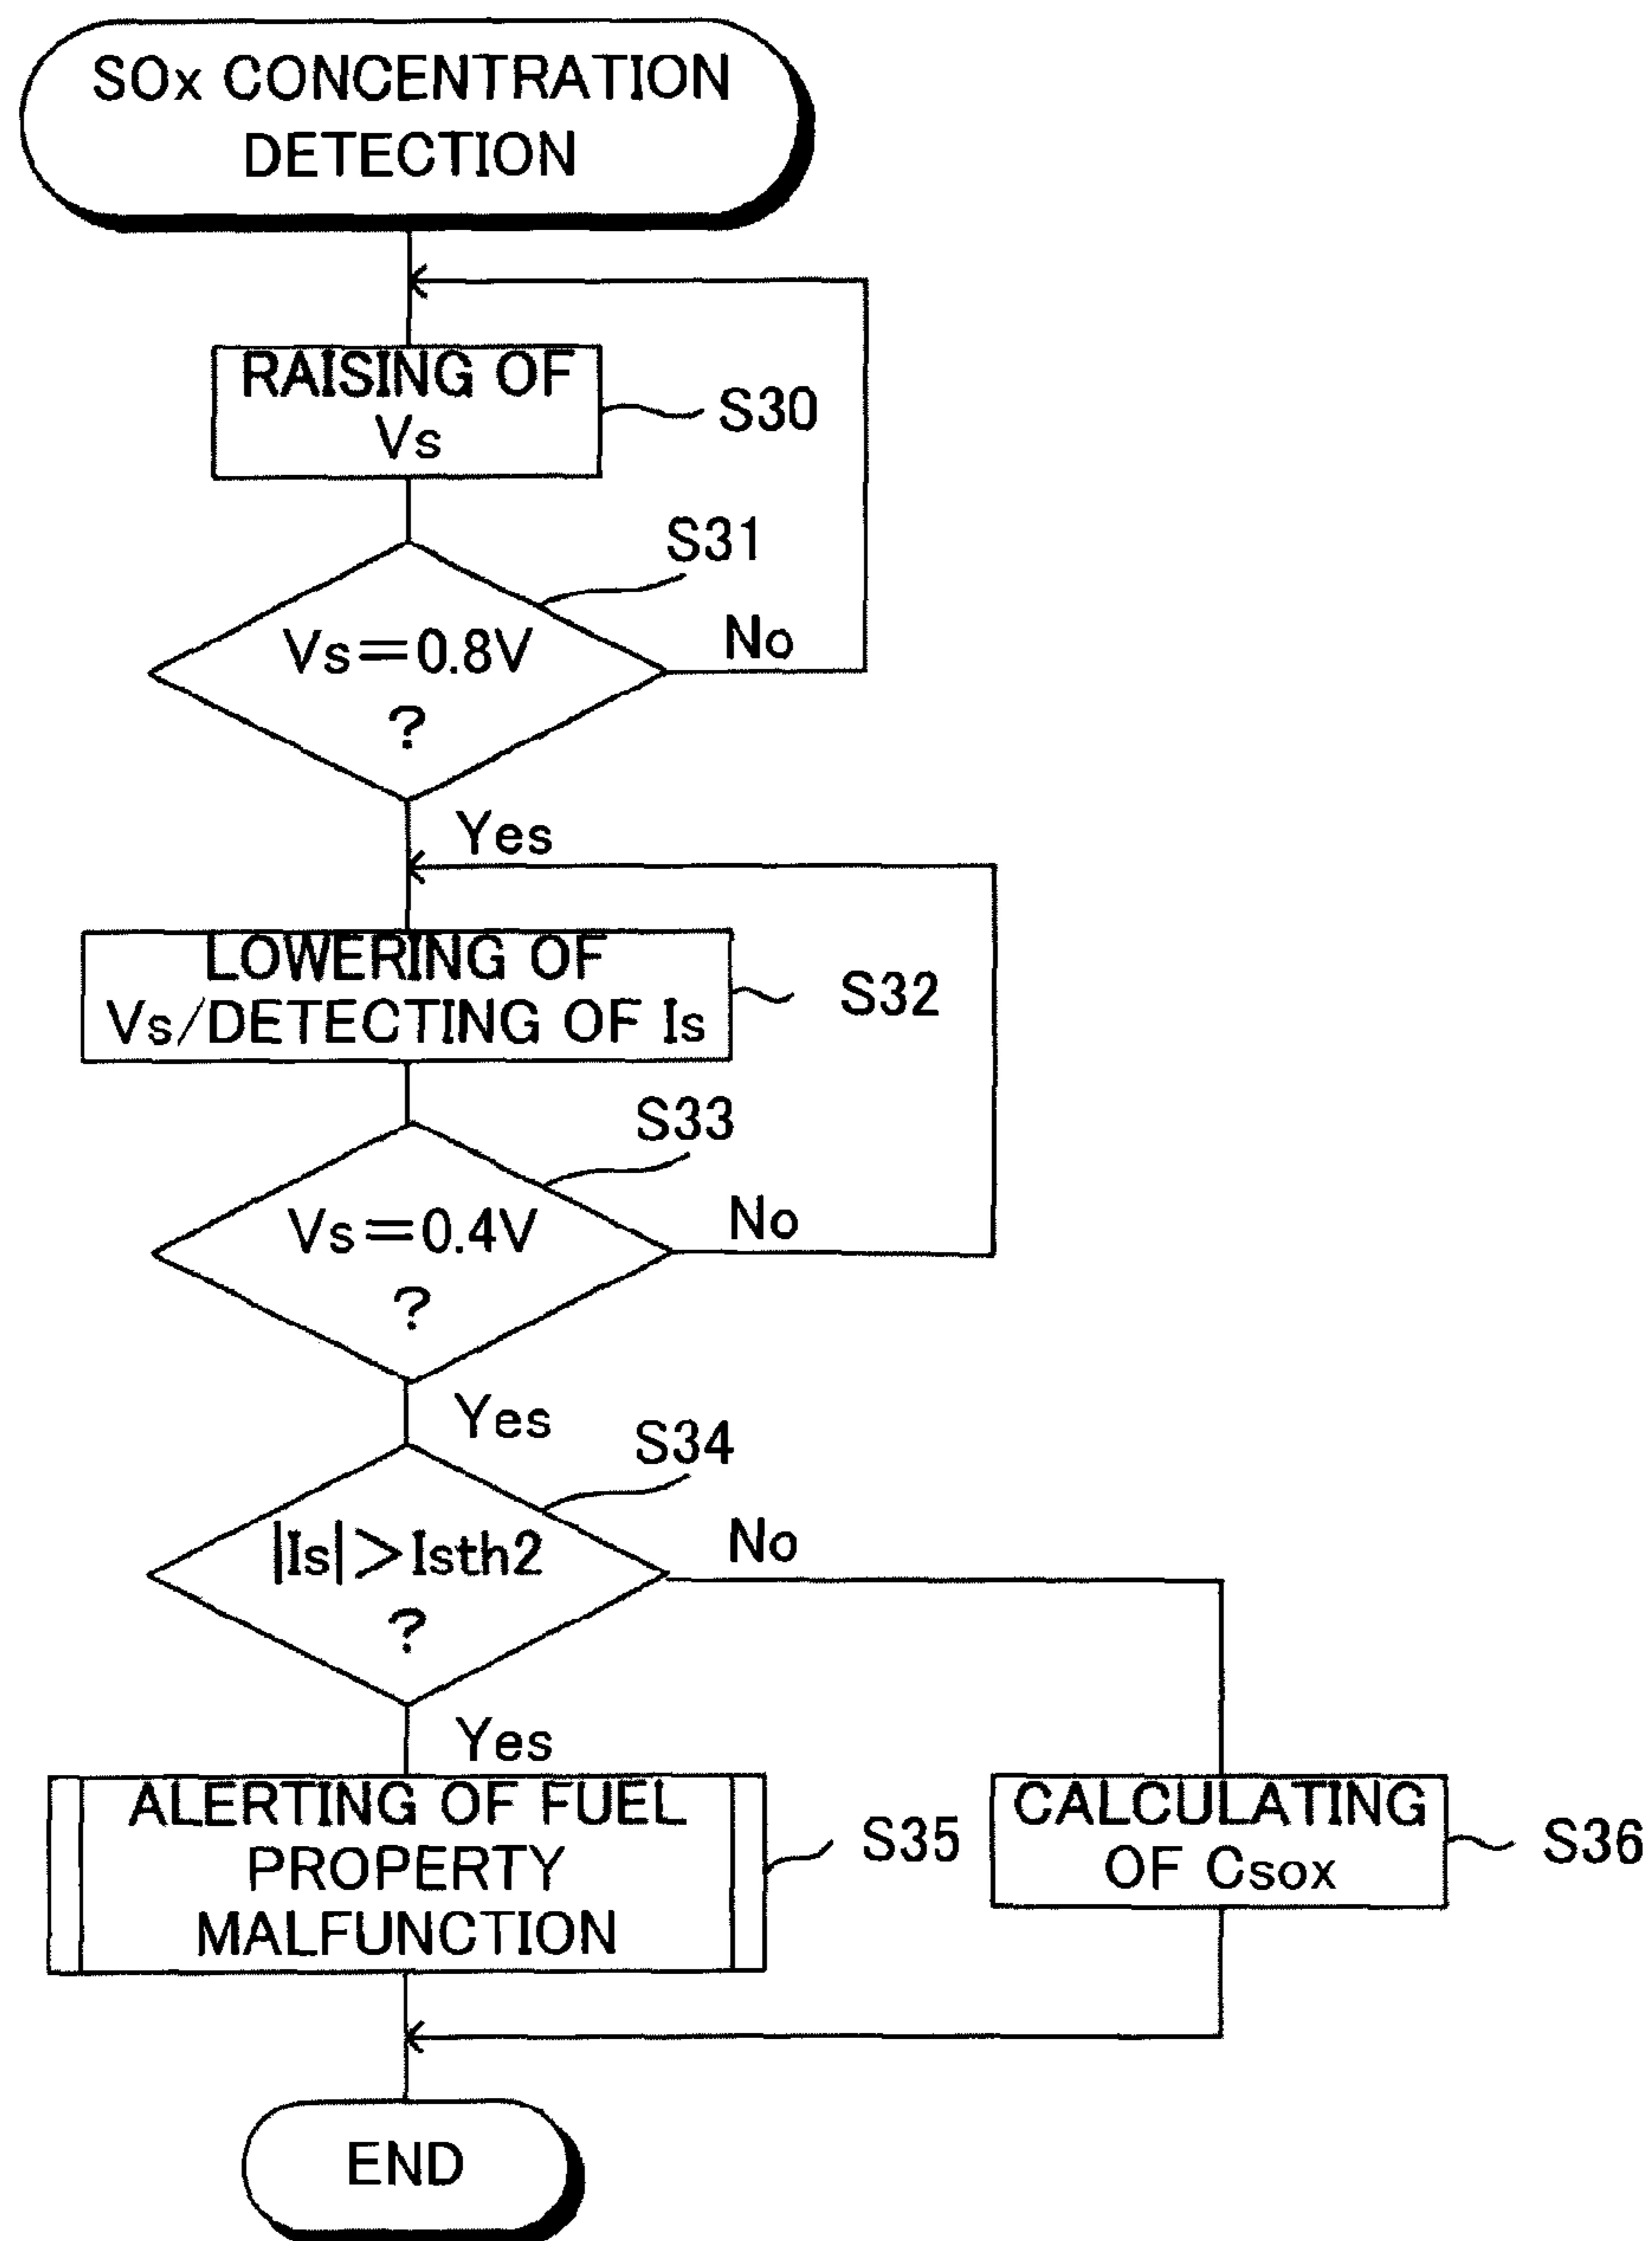 SOx CONCENTRATION
DETECTION
RAISING OF
Vs
S30
S31
Vs=0.8V
?
No
Yes
LOWERING OF
Vs/DETECTING OF Is
S32
S33
Vs=0.4V
?
No
Yes
S34
|Is|>Isth2
?
No
Yes
ALERTING OF FUEL
PROPERTY
MALFUNCTION
S35
CALCULATING
OF Csox
S36
END